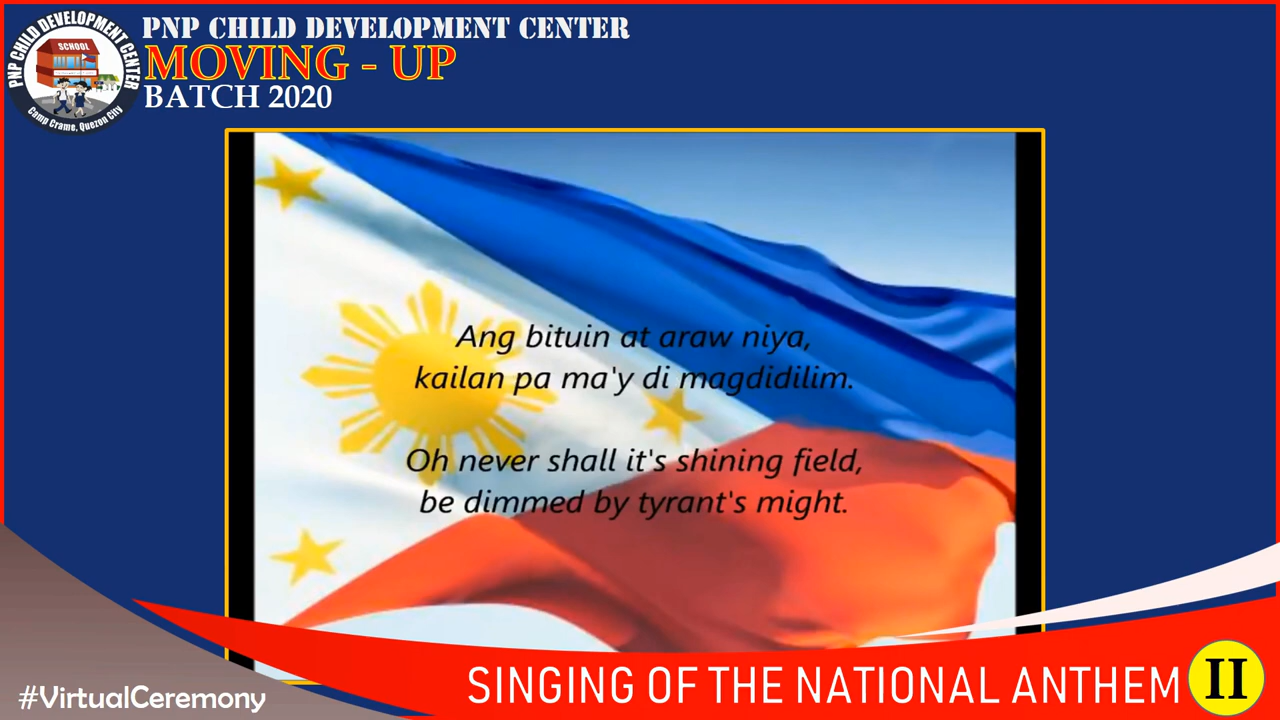 PNP CHILD DEVELOPMENT CENTER
SCHOOL
Camp Crame, Quezon City
PNP CHILD DEVELOPMENT CENTER
MOVING - UP
BATCH 2020
Ang bituin at araw niya,
kailan pa ma'y di magdidilim.
Oh never shall it's shining field,
be dimmed by tyrant's might.
SINGING OF THE NATIONAL ANTHEM
II
#VirtualCeremony